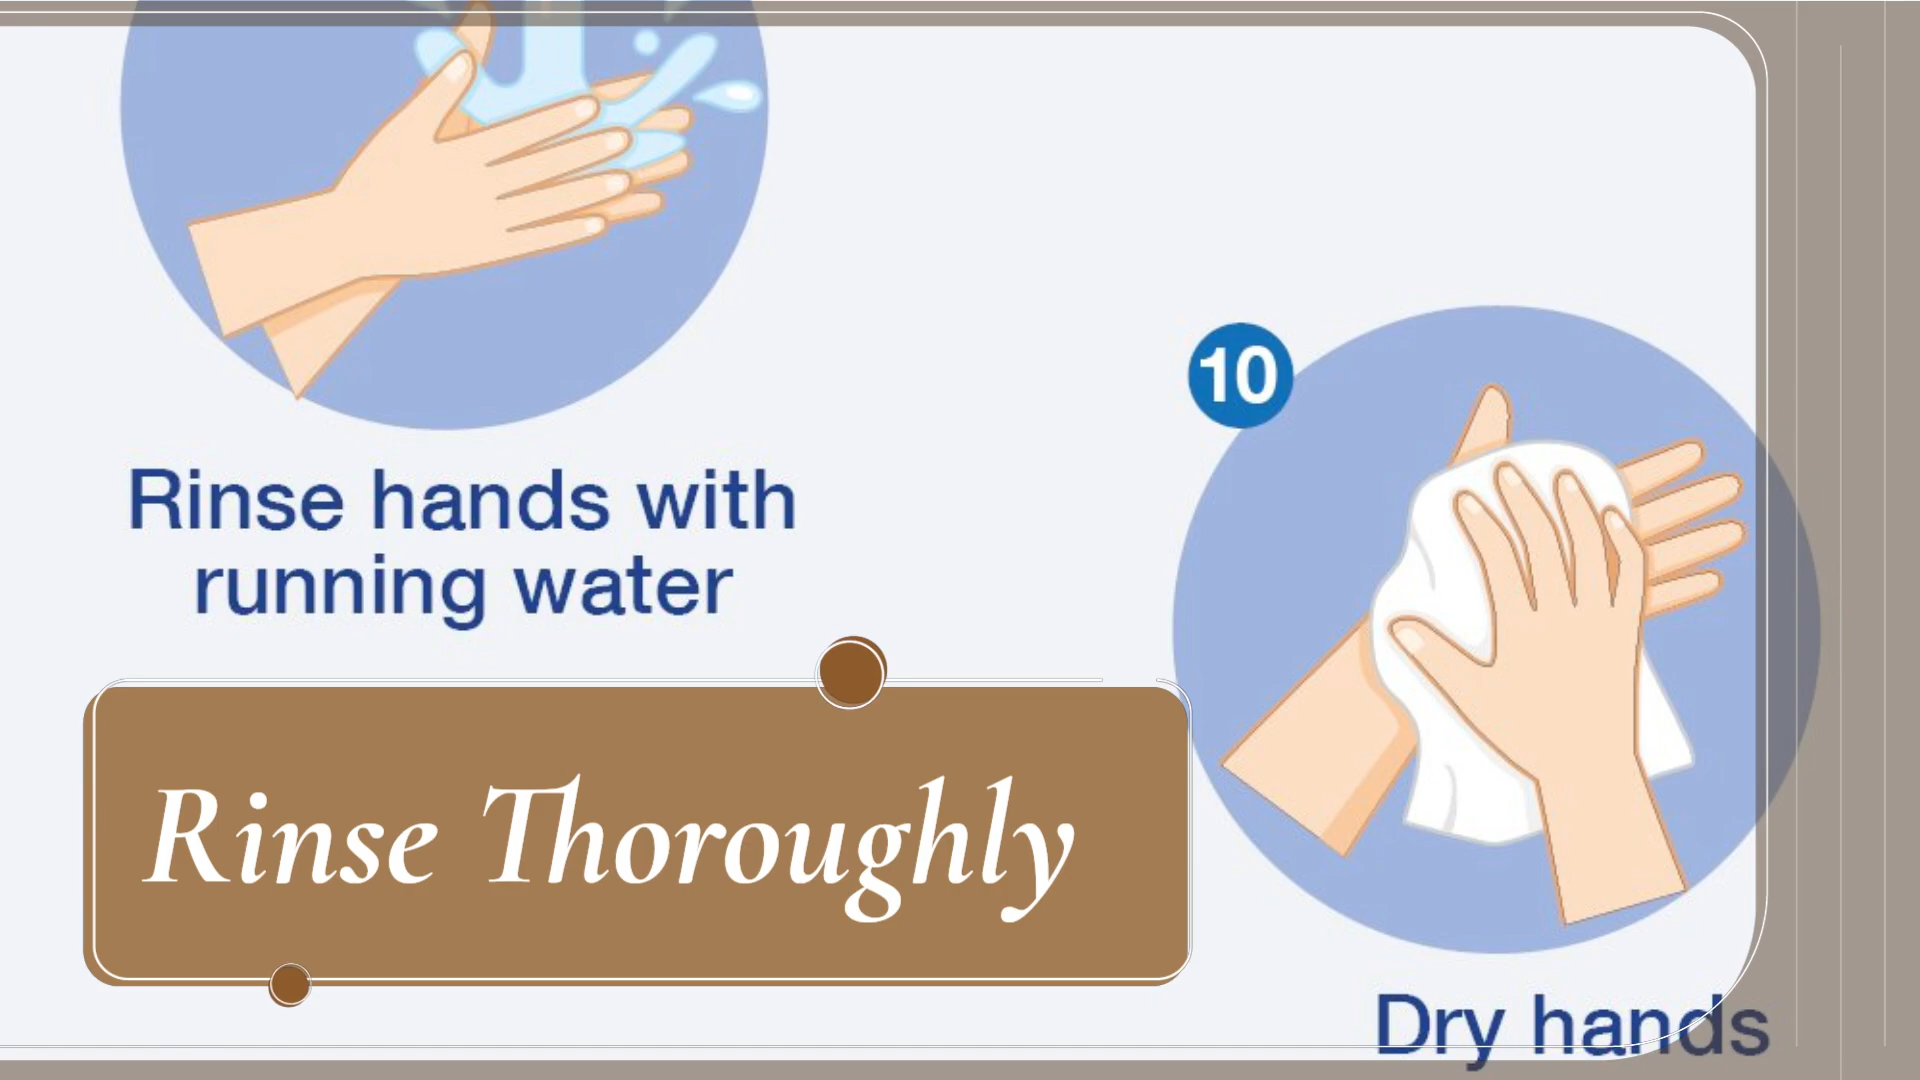 Rinse hands with
running water
10
Rinse Thoroughly
Dry hands